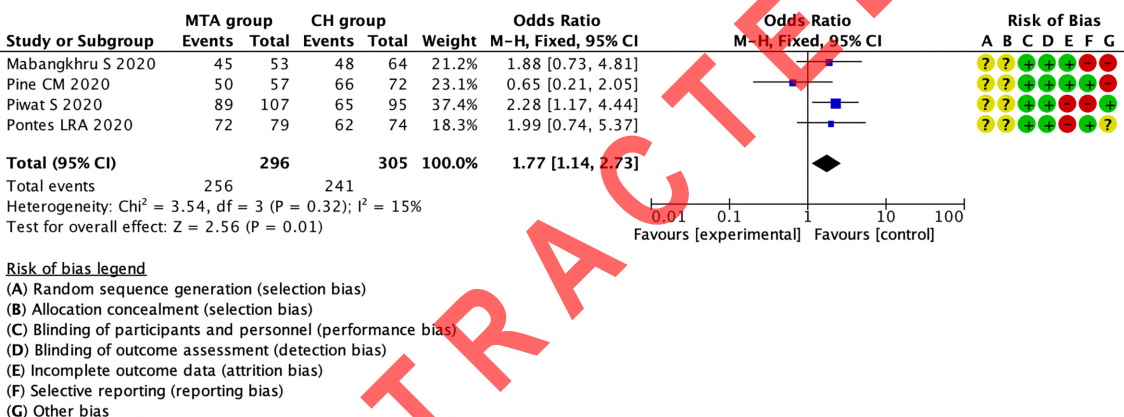 MTA group CH group Odds Ratio Odds Ratio Risk of Bias
Study or Subgroup Events Total Events Total Weight M-H, Fixed, 95% CI M-H, Fixed, 95% CI A B C D E F G
Mabangkhru S 2020 45 53 48 64 21.2% 1.88 [0.73, 4.81] ? ? + + + − −
Pine CM 2020 50 57 66 72 23.1% 0.65 [0.21, 2.05] ? ? + + + + −
Piwat S 2020 89 107 65 95 37.4% 2.28 [1.17, 4.44] ? ? + + − − +
Pontes LRA 2020 72 79 62 74 18.3% 1.99 [0.74, 5.37] ? ? + + − + ?
Total (95% CI) 296 305 100.0% 1.77 [1.14, 2.73]
Total events 256 241
Heterogeneity: Chi² = 3.54, df = 3 (P = 0.32); I² = 15%
Test for overall effect: Z = 2.56 (P = 0.01)
0.01 0.1 1 10 100
Favours [experimental] Favours [control]
Risk of bias legend
(A) Random sequence generation (selection bias)
(B) Allocation concealment (selection bias)
(C) Blinding of participants and personnel (performance bias)
(D) Blinding of outcome assessment (detection bias)
(E) Incomplete outcome data (attrition bias)
(F) Selective reporting (reporting bias)
(G) Other bias
TRACTE